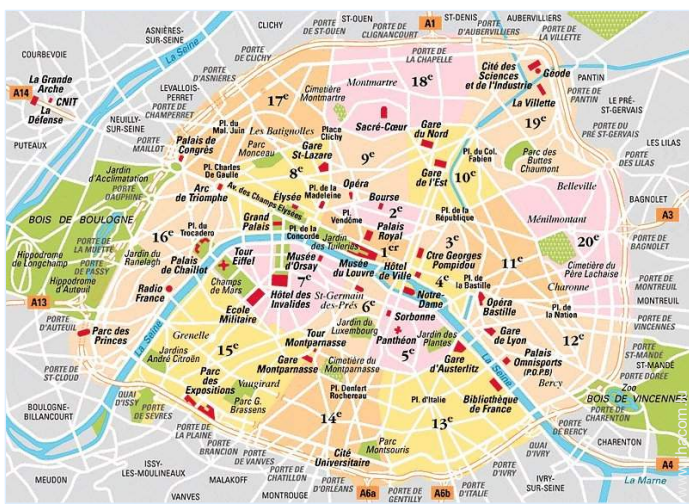 ASNIÈRES-
SUR-SEINE
CLICHY
ST-OUEN
A1
ST-DENIS
AUBERVILLIERS
PORTE DE
LA VILLETTE
PORTE
DE ST-OUEN
PORTE DE
CLIGNANCOURT
PORTE
D'AUBERVILLIERS
COURBEVOIE
La Seine
PORTE
DE CLICHY
PORTE DE
LA CHAPELLE
Cité des
Sciences
et de l'Industrie
Géode
PANTIN
La Grande
Arche
A14
CNIT
La
Défense
LEVALLOIS-
PERRET
PORTE
D'ASNIÈRES
PORTE DE
CHAMPERRET
17e
Cimetière
Montmartre
Montmartre
18e
La Villette
PORTE
DE PANTIN
LE PRÉ-
ST-GERVAIS
NEUILLY-
SUR-SEINE
PUTEAUX
Pl. du
Mal. Juin
Les Batignolles
Place
Clichy
Sacré-Cœur
Gare
du Nord
19e
PORTE DU
PRÉ ST-GERVAIS
PORTE
MAILLOT
Palais de
Congrès
Parc
Monceau
Gare
St-Lazare
9e
Pl. du Col.
Fabien
Parc des
Buttes
Chaumont
LES LILAS
PORTE
DES LILAS
Jardin
d'Acclimatation
PORTE
DAUPHINE
Pl. Charles
De Gaulle
8e
Gare
de l'Est
10e
Arc
de Triomphe
Av. des Champs Elysées
Elysée
Pl. de la
Madeleine
Opéra
Bourse
2e
Pl. de la
République
Belleville
BAGNOLET
A3
BOIS DE BOULOGNE
16e
Pl. du
Trocadero
Grand
Palais
Pl.
de la
Concorde
Pl.
Vendôme
Palais
Royal
Ménilmontant
PORTE DE
BAGNOLET
PORTE DE
LA MUETTE
Jardin des
Tuileries
1er
3e
20e
Hippodrome
de Longchamp
PORTE
DE PASSY
Jardin du
Ranelagh
Palais
de Chaillot
Tour
Eiffel
Musée
d'Orsay
Musée
du Louvre
Hôtel
de Ville
Ctre Georges
Pompidou
11e
Cimetière du
Père Lachaise
Hippodrome
d'Auteuil
Radio
France
Champs
de Mars
7e
Hôtel des
Invalides
St-Germain
des-Prés
4e
Pl. de
la Bastille
Charonne
PORTE DE
MONTREUIL
MONTREUIL
A13
Ecole
Militaire
6e
Notre-
Dame
Opéra
Bastille
Pl. de
la Nation
PORTE DE
VINCENNES
PORTE
D'AUTEUIL
Parc des
Princes
La Seine
Grenelle
15e
Jardins
André Citroën
Tour
Montparnasse
Jardin du
Luxembourg
Sorbonne
Panthéon
5e
Jardin des
Plantes
Gare
de Lyon
12e
PORTE
ST-MANDÉ
ST-MANDÉ
PORTE DORÉE
PORTE DE
ST-CLOUD
Gare
Montparnasse
Cimetière du
Montparnasse
Gare
d'Austerlitz
La Seine
Palais
Omnisports
(P.O.P.B)
Bercy
Zoo
BOIS DE VINCENNES
Parc
des
Expositions
Vaugirard
Parc G.
Brassens
Pl. Denfert
Rochereau
Pl. d'Italie
Bibliothèque
de France
PORTE DE
CHARENTON
BOULOGNE-
BILLANCOURT
QUAI
D'ISSY
PORTE
DE SÈVRES
14e
13e
PORTE
DE BERCY
CHARENTON
PORTE DE
LA PLAINE
PORTE
BRANCION
PORTE
DE VANVES
Cité
Universitaire
Parc
Montsouris
QUAI
D'IVRY
A4
ISSY-
LES-MOULINEAUX
MALAKOFF
PORTE DE
CHATILLON
PORTE
D'ORLÉANS
PORTE DE
GENTILLY
PORTE
D'ITALIE
PORTE
D'IVRY
IVRY-
SUR-SEINE
La Marne
MEUDON
VANVES
MONTROUGE
A6a
A6b